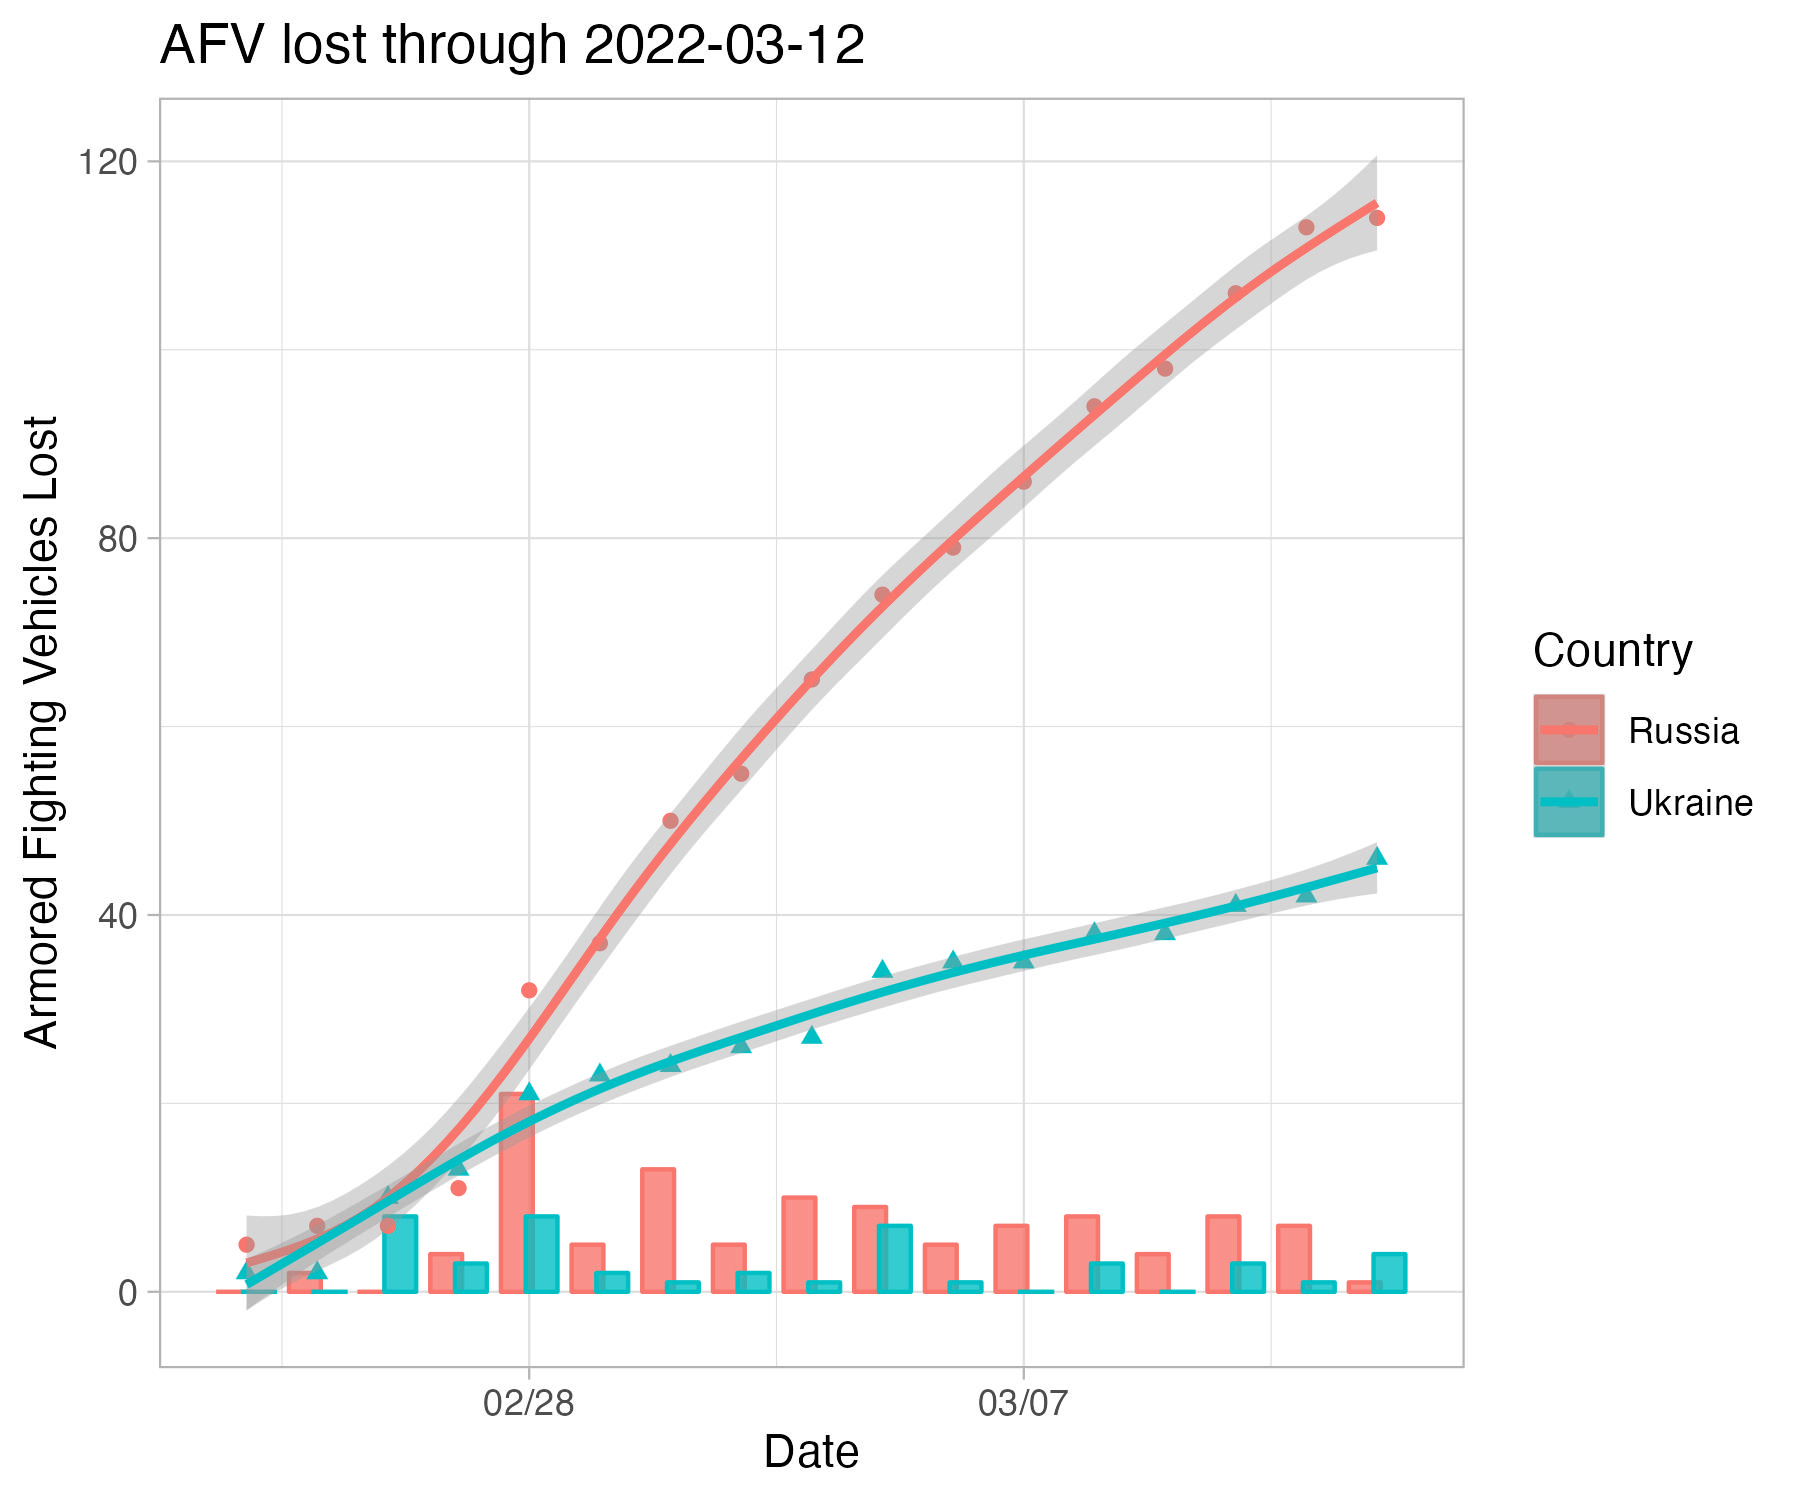 AFV lost through 2022-03-12
Armored Fighting Vehicles Lost
120
80
40
0
02/28
03/07
Date
Country
Russia
Ukraine